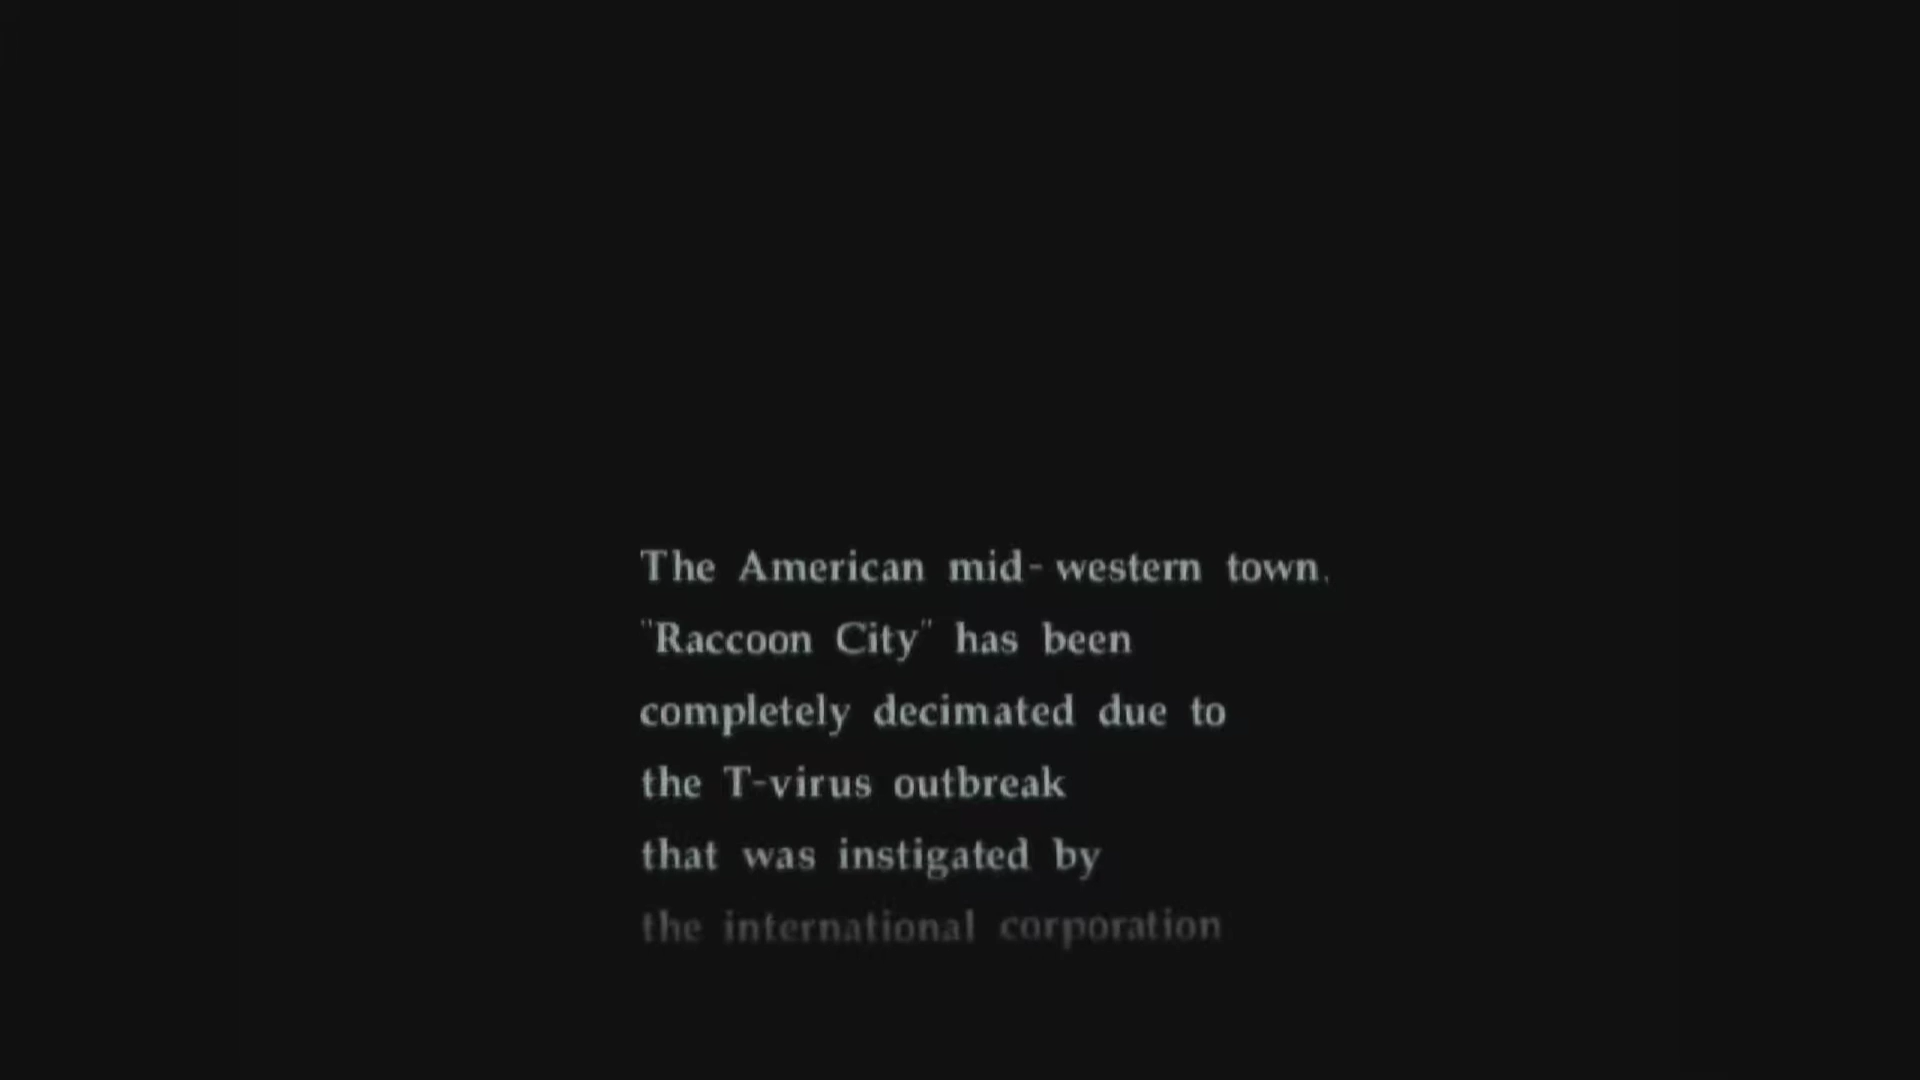 The American mid-western town,
"Raccoon City" has been
completely decimated due to
the T-virus outbreak
that was instigated by
the international corporation